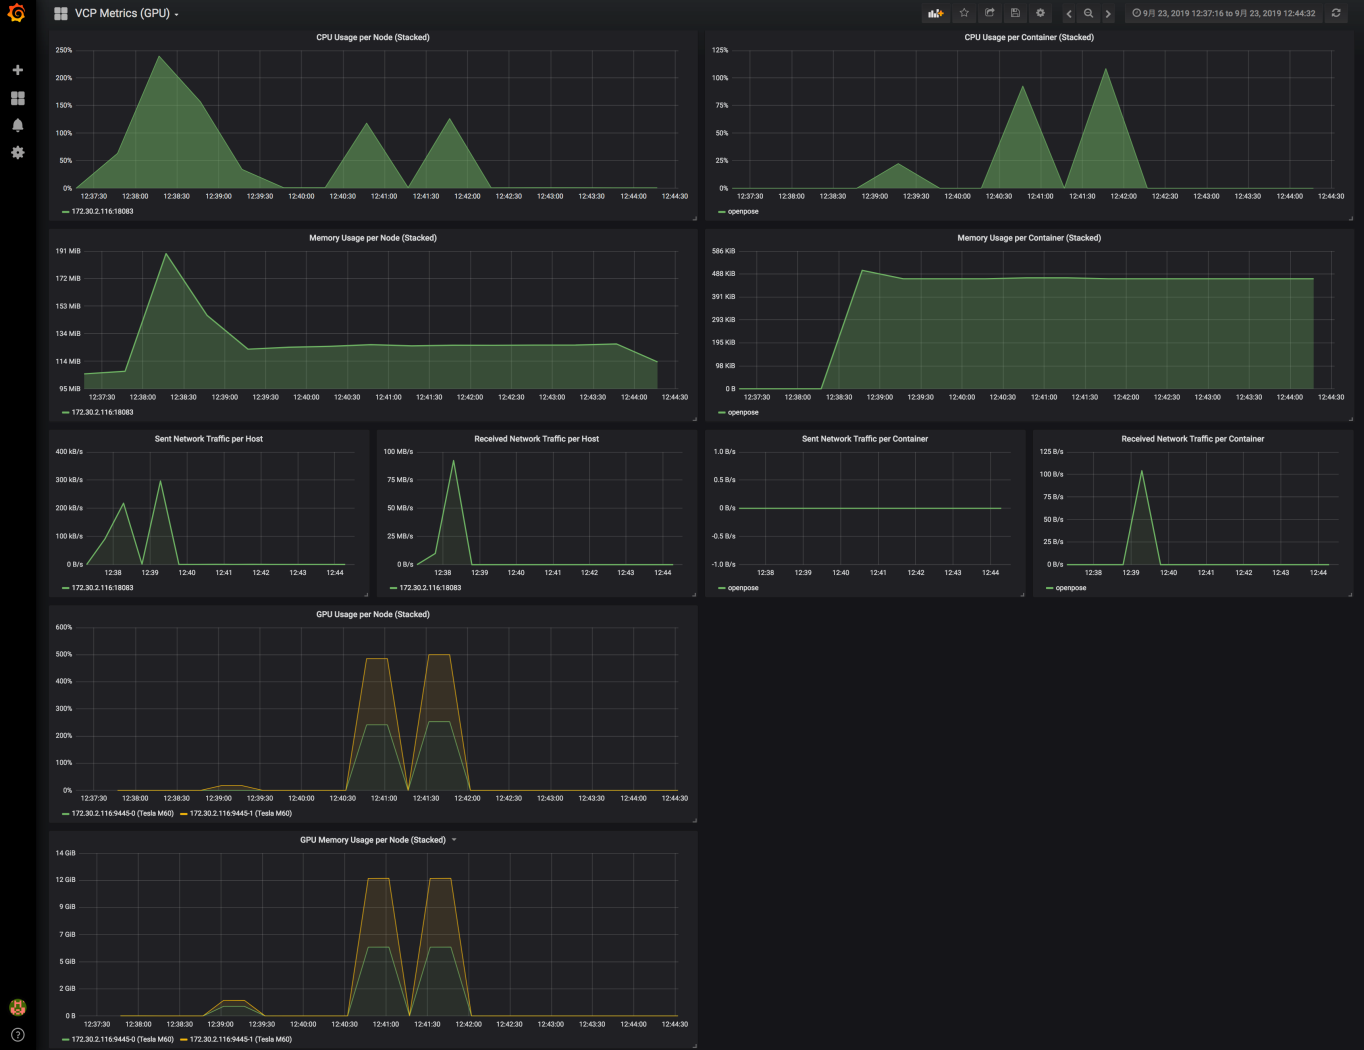 VCP Metrics (GPU)
9月 23, 2019 12:37:16 to 9月 23, 2019 12:44:32
CPU Usage per Node (Stacked)
250%
200%
150%
100%
50%
0%
12:37:30 12:38:00 12:38:30 12:39:00 12:39:30 12:40:00 12:40:30 12:41:00 12:41:30 12:42:00 12:42:30 12:43:00 12:43:30 12:44:00 12:44:30
172.30.2.116:18083
CPU Usage per Container (Stacked)
125%
100%
75%
50%
25%
0%
12:37:30 12:38:00 12:38:30 12:39:00 12:39:30 12:40:00 12:40:30 12:41:00 12:41:30 12:42:00 12:42:30 12:43:00 12:43:30 12:44:00 12:44:30
openpose
Memory Usage per Node (Stacked)
191 MiB
172 MiB
153 MiB
134 MiB
114 MiB
95 MiB
12:37:30 12:38:00 12:38:30 12:39:00 12:39:30 12:40:00 12:40:30 12:41:00 12:41:30 12:42:00 12:42:30 12:43:00 12:43:30 12:44:00 12:44:30
172.30.2.116:18083
Memory Usage per Container (Stacked)
586 KiB
488 KiB
391 KiB
293 KiB
195 KiB
98 KiB
0 B
12:37:30 12:38:00 12:38:30 12:39:00 12:39:30 12:40:00 12:40:30 12:41:00 12:41:30 12:42:00 12:42:30 12:43:00 12:43:30 12:44:00 12:44:30
openpose
Sent Network Traffic per Host
400 kB/s
300 kB/s
200 kB/s
100 kB/s
0 B/s
12:38 12:39 12:40 12:41 12:42 12:43 12:44
172.30.2.116:18083
Received Network Traffic per Host
100 MB/s
75 MB/s
50 MB/s
25 MB/s
0 B/s
12:38 12:39 12:40 12:41 12:42 12:43 12:44
172.30.2.116:18083
Sent Network Traffic per Container
1.0 B/s
0.5 B/s
0 B/s
-0.5 B/s
-1.0 B/s
12:38 12:39 12:40 12:41 12:42 12:43 12:44
openpose
Received Network Traffic per Container
125 B/s
100 B/s
75 B/s
50 B/s
25 B/s
0 B/s
12:38 12:39 12:40 12:41 12:42 12:43 12:44
openpose
GPU Usage per Node (Stacked)
600%
500%
400%
300%
200%
100%
0%
12:37:30 12:38:00 12:38:30 12:39:00 12:39:30 12:40:00 12:40:30 12:41:00 12:41:30 12:42:00 12:42:30 12:43:00 12:43:30 12:44:00 12:44:30
172.30.2.116:9445-0 (Tesla M60) 172.30.2.116:9445-1 (Tesla M60)
GPU Memory Usage per Node (Stacked)
14 GiB
12 GiB
9 GiB
7 GiB
5 GiB
2 GiB
0 B
12:37:30 12:38:00 12:38:30 12:39:00 12:39:30 12:40:00 12:40:30 12:41:00 12:41:30 12:42:00 12:42:30 12:43:00 12:43:30 12:44:00 12:44:30
172.30.2.116:9445-0 (Tesla M60) 172.30.2.116:9445-1 (Tesla M60)